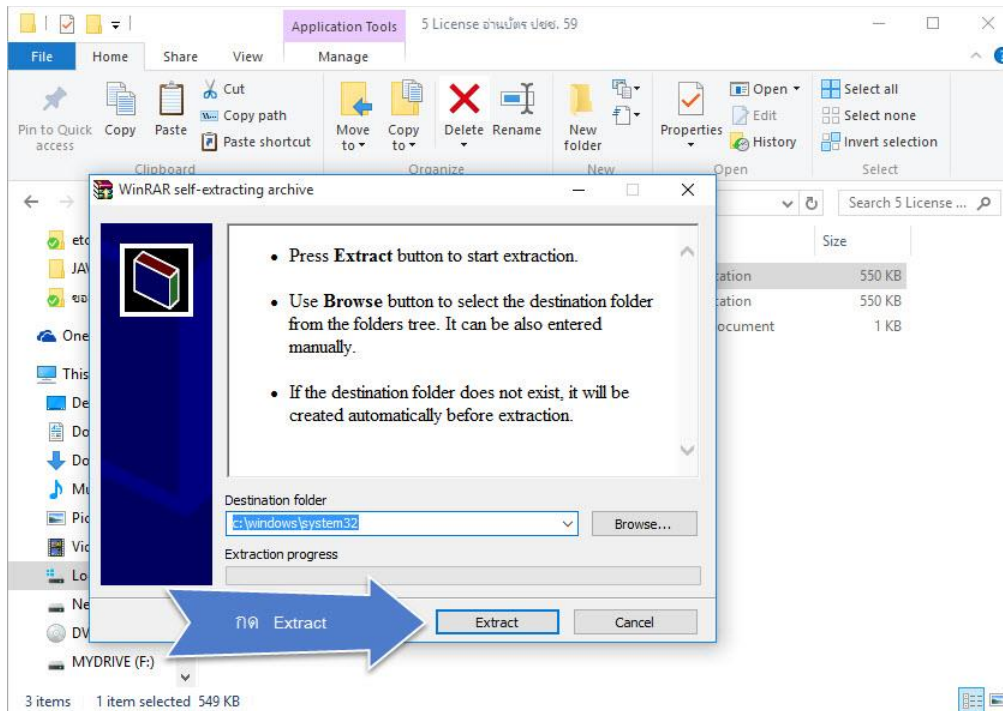 Application Tools
5 License อ่านบัตร ปชช. 59
File
Home
Share
View
Manage
Pin to Quick access
Copy
Paste
Cut
Copy path
Paste shortcut
Move to
Copy to
Delete
Rename
New folder
Properties
Open
Edit
History
Select all
Select none
Invert selection
Clipboard
Organize
New
Open
Select
WinRAR self-extracting archive
Search 5 License ...
Size
550 KB
550 KB
1 KB
This
MYDRIVE (F:)
• Press Extract button to start extraction.
• Use Browse button to select the destination folder
from the folders tree. It can be also entered
manually.
• If the destination folder does not exist, it will be
created automatically before extraction.
Destination folder
c:\windows\system32
Browse...
Extraction progress
กด Extract
Extract
Cancel
3 items
1 item selected 549 KB